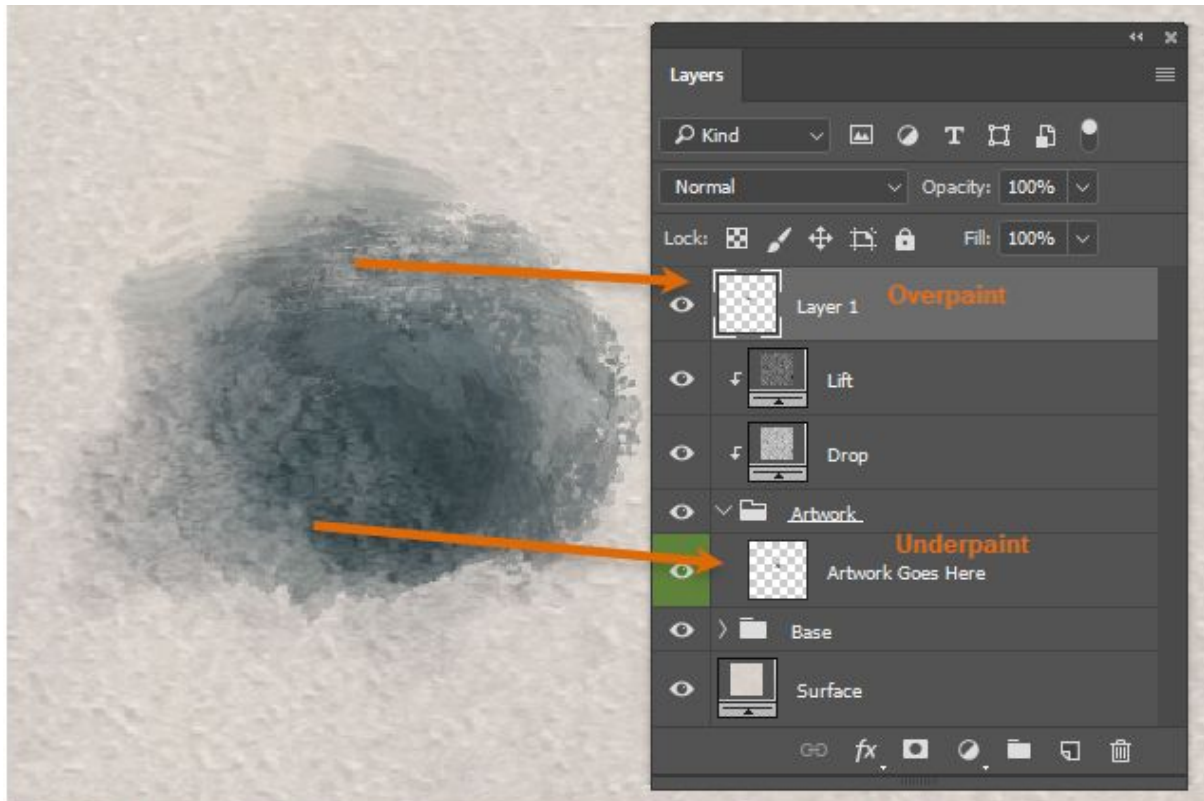 Layers
Kind
Normal Opacity: 100%
Lock: Fill: 100%
Layer 1 Overpaint
Lift
Drop
Artwork
Underpaint
Artwork Goes Here
Base
Surface
fx